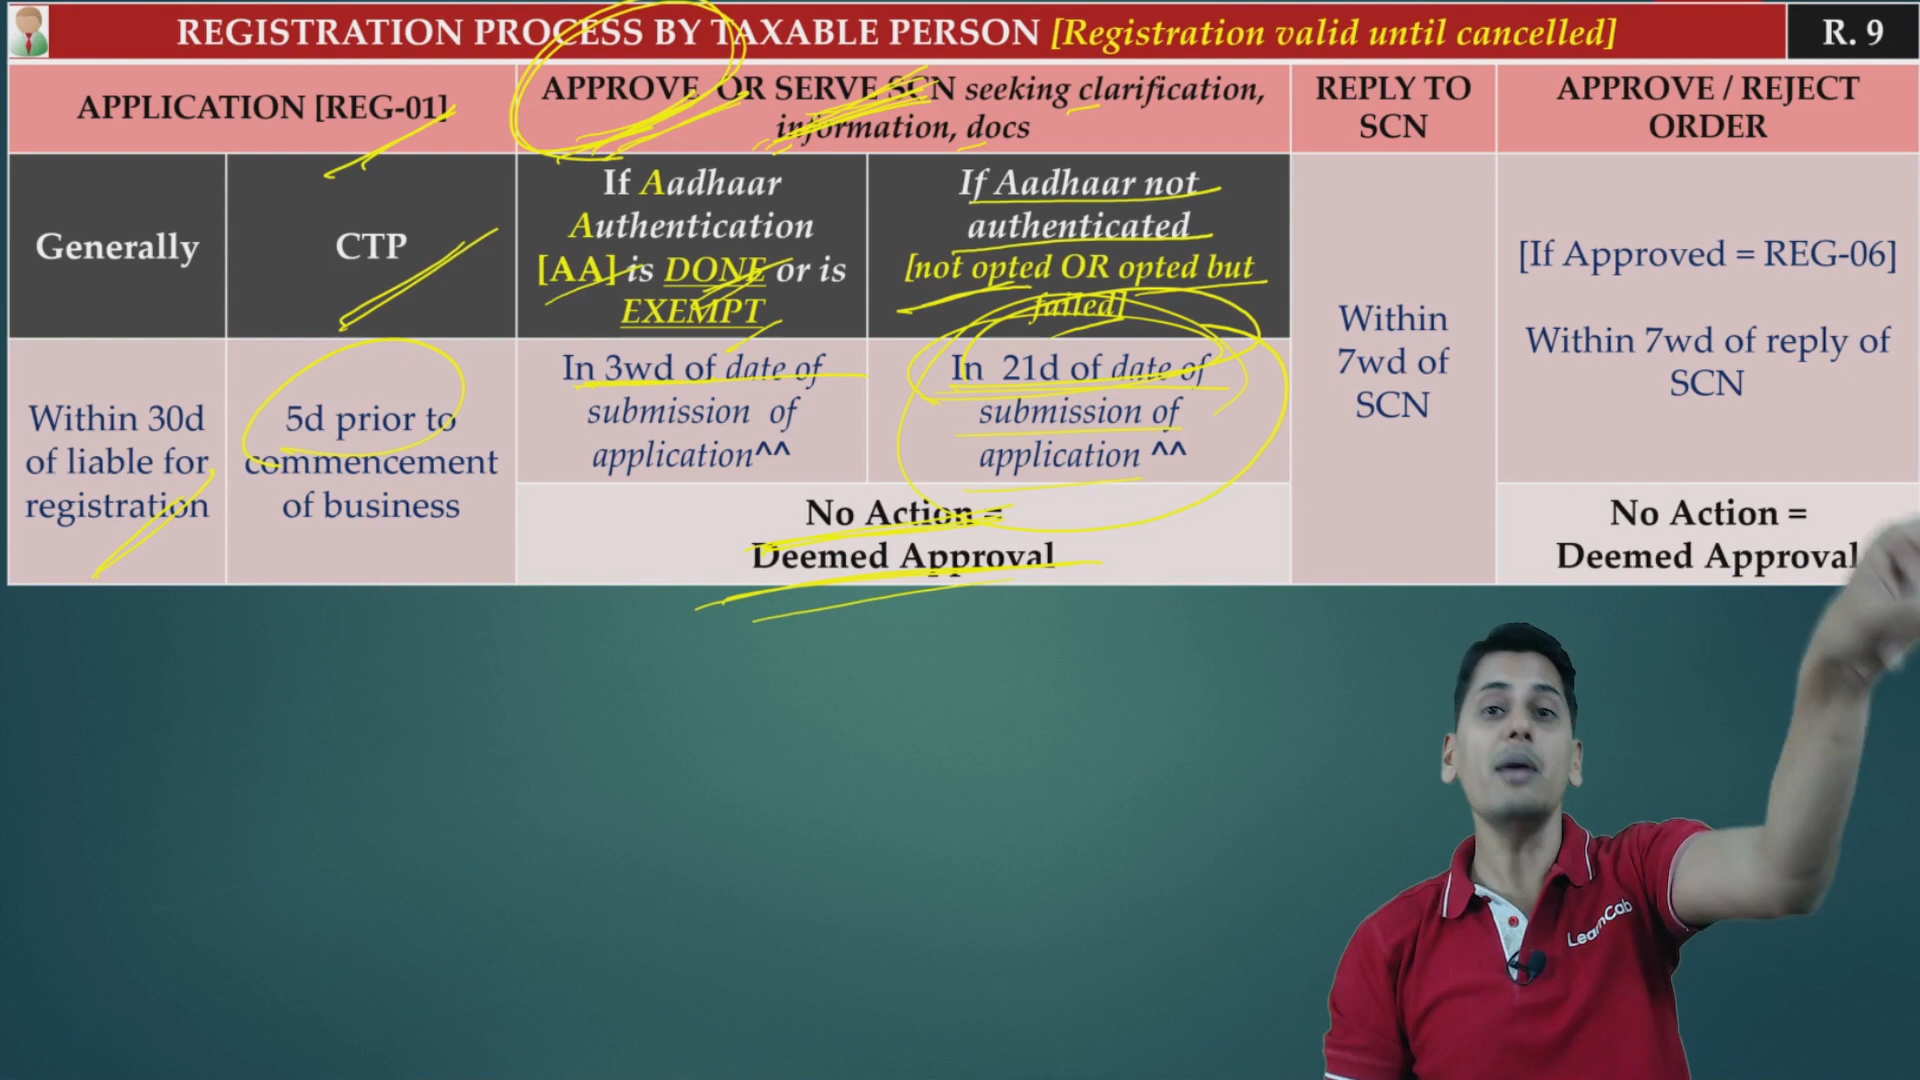 REGISTRATION PROCESS BY TAXABLE PERSON [Registration valid until cancelled]
R. 9
APPLICATION [REG-01]
APPROVE OR SERVE SCN seeking clarification,
information, docs
REPLY TO
SCN
APPROVE / REJECT
ORDER
Generally
CTP
If Aadhaar
Authentication
[AA] is DONE or is
EXEMPT
If Aadhaar not
authenticated
[not opted OR opted but
failed]
Within 30d
of liable for
registration
5d prior to
commencement
of business
In 3wd of date of
submission of
application^^
In 21d of date of
submission of
application ^^
No Action =
Deemed Approval
Within
7wd of
SCN
[If Approved = REG-06]
Within 7wd of reply of
SCN
No Action =
Deemed Approval
LearnCab